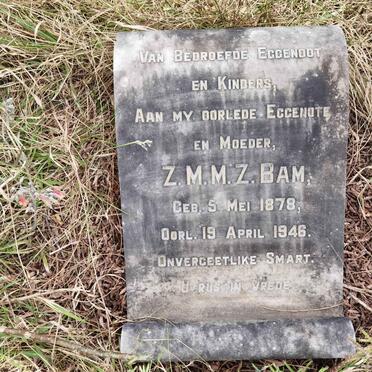 VAN BEDROEFDE EGGENOOT
EN KINDERS,
AAN MY OORLEDE EGGENOTE
EN MOEDER,
Z.M.M.Z. BAM,
GEB. 5 MEI 1878,
OORL. 19 APRIL 1946.
ONVERGEETLIKE SMART.
U RUS IN VREDE.